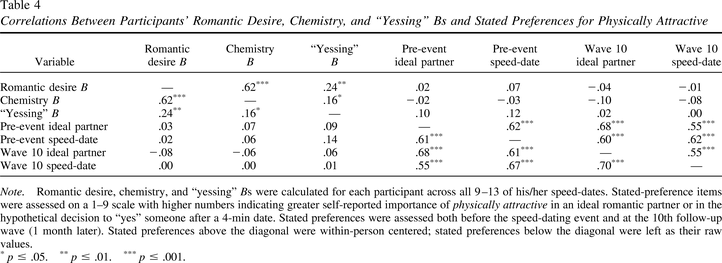 Table 4
Correlations Between Participants' Romantic Desire, Chemistry, and “Yessing” Bs and Stated Preferences for Physically Attractive
Variable Romantic desire B Chemistry B “Yessing” B Pre-event ideal partner Pre-event speed-date Wave 10 ideal partner Wave 10 speed-date
Romantic desire B — .62*** .24** .02 .07 −0.04 −0.01
Chemistry B .62*** — .16* −0.02 −0.03 −0.10 −0.08
“Yessing” B .24** .16* — .10 .12 .02 .00
Pre-event ideal partner .03 .07 .09 — .62*** .68*** .55***
Pre-event speed-date .02 .06 .14 .61*** — .60*** .62***
Wave 10 ideal partner −0.08 −0.06 .06 .68*** .61*** — .55***
Wave 10 speed-date .00 .00 .01 .55*** .67*** .70*** —
Note. Romantic desire, chemistry, and “yessing” Bs were calculated for each participant across all 9–13 of his/her speed-dates. Stated-preference items
were assessed on a 1–9 scale with higher numbers indicating greater self-reported importance of physically attractive in an ideal romantic partner or in the
hypothetical decision to “yes” someone after a 4-min date. Stated preferences were assessed both before the speed-dating event and at the 10th follow-up
wave (1 month later). Stated preferences above the diagonal were within-person centered; stated preferences below the diagonal were left as their raw
values.
* p ≤ .05. ** p ≤ .01. *** p ≤ .001.